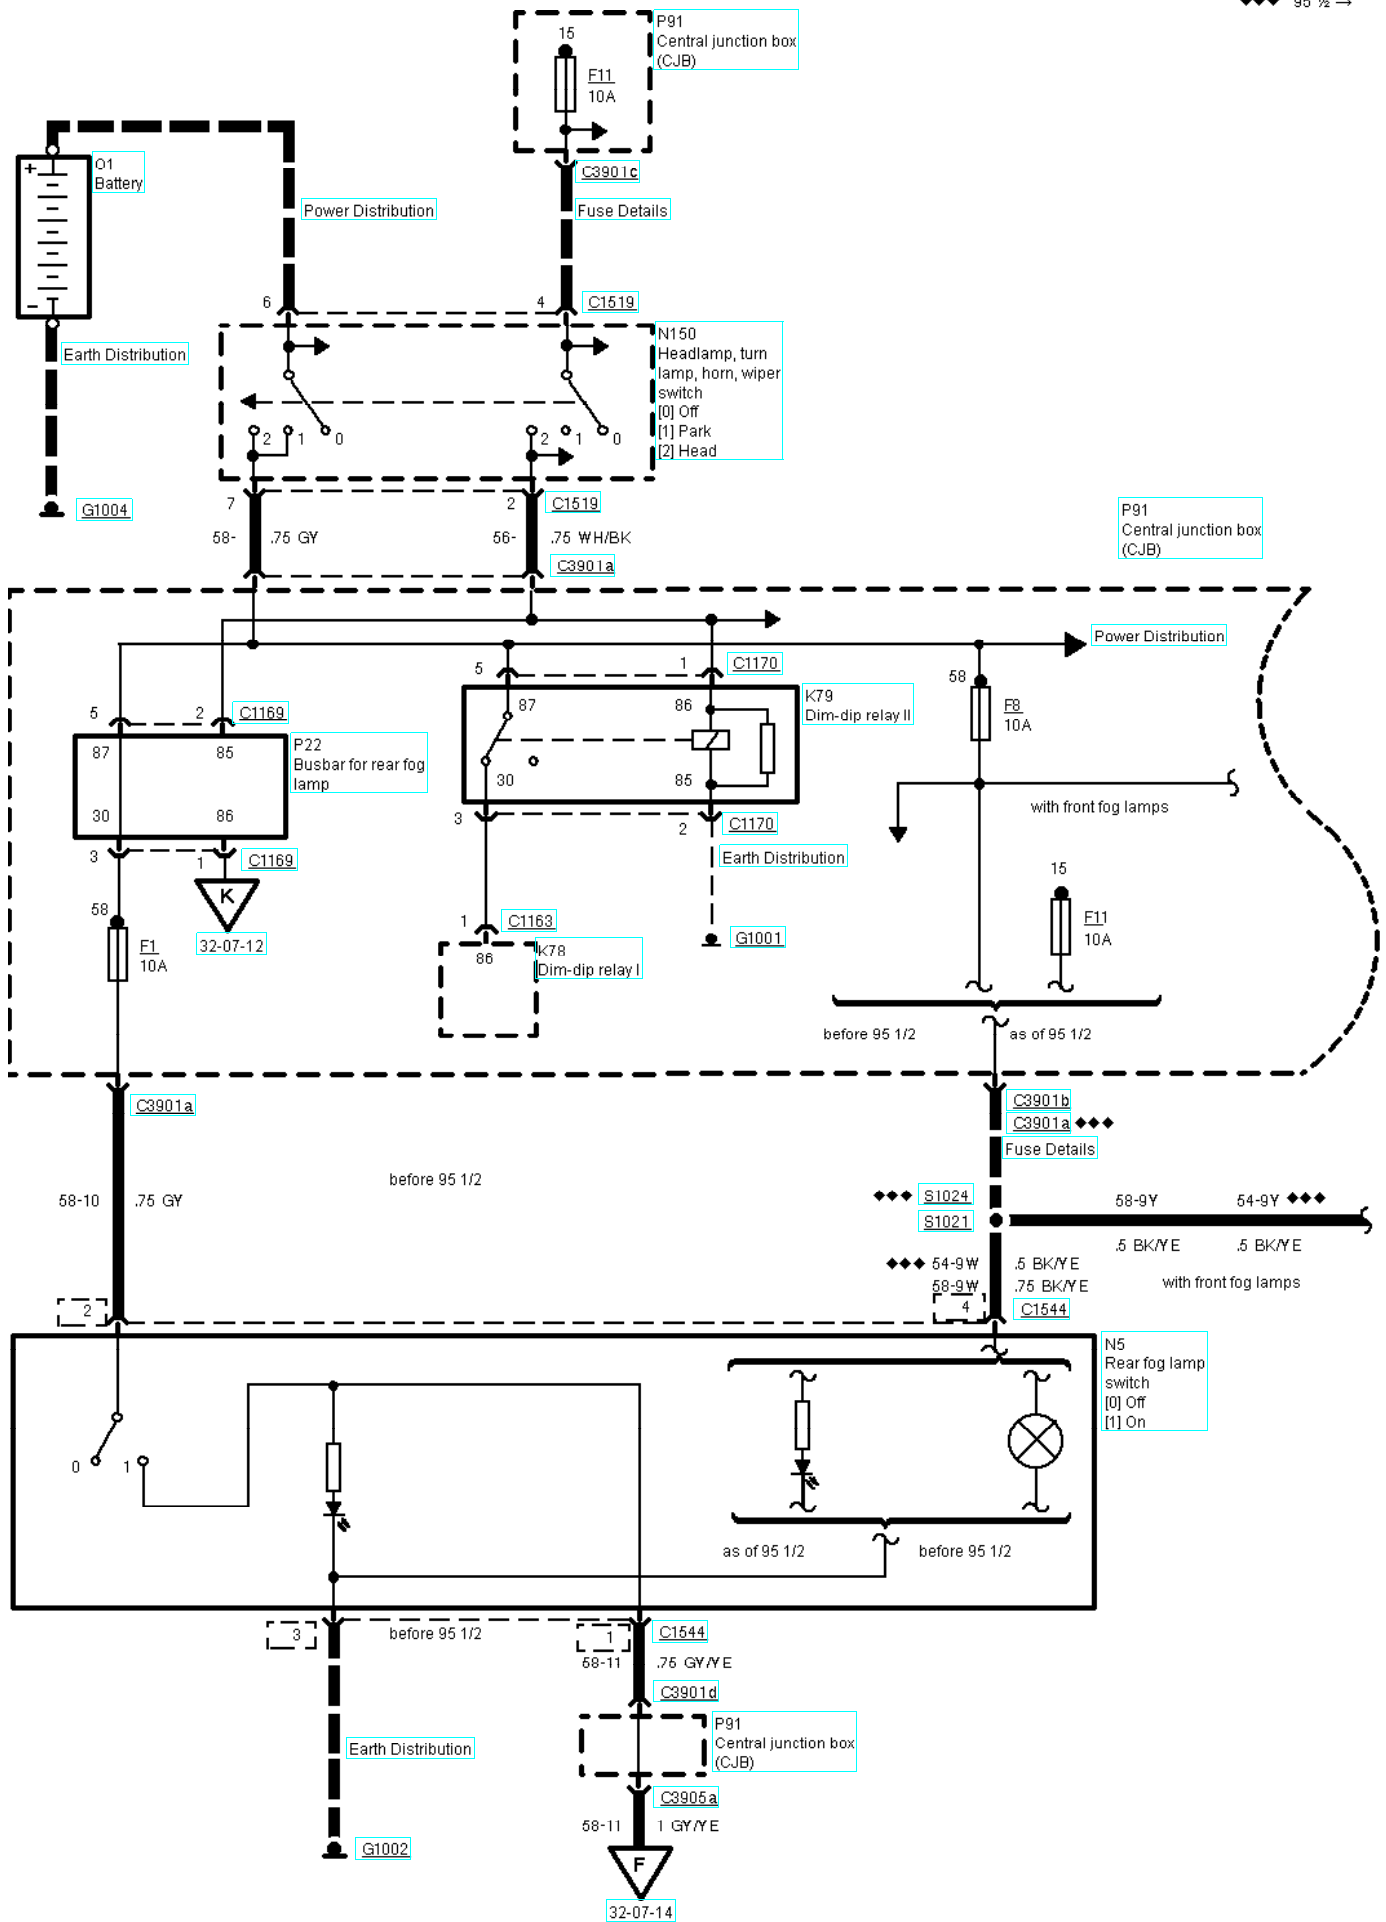 ◆◆◆ 95 ½ →
P91
Central junction box
(CJB)
15
F11
10A
C3901c
O1
Battery
+
−
Power Distribution
Fuse Details
6
4
C1519
N150
Headlamp, turn
lamp, horn, wiper
switch
[0] Off
[1] Park
[2] Head
Earth Distribution
2 1 0
2 1 0
G1004
7
2
C1519
58-
.75 GY
56-
.75 WH/BK
C3901a
P91
Central junction box
(CJB)
Power Distribution
5
1
C1170
58
F8
10A
87
86
K79
Dim-dip relay II
5
2
C1169
87
85
P22
Busbar for rear fog
lamp
30
85
with front fog lamps
30
86
3
2
C1170
3
1
C1169
Earth Distribution
15
K
F11
10A
58
F1
10A
32-07-12
1
C1163
86
K78
Dim-dip relay I
G1001
before 95 1/2
as of 95 1/2
C3901a
C3901b
C3901a ◆◆◆
Fuse Details
before 95 1/2
58-10
.75 GY
◆◆◆ S1024
S1021
58-9Y
54-9Y ◆◆◆
.5 BK/YE
.5 BK/YE
◆◆◆ 54-9W
.5 BK/YE
58-9W
.75 BK/YE
with front fog lamps
2
4
C1544
N5
Rear fog lamp
switch
[0] Off
[1] On
0
1
as of 95 1/2
before 95 1/2
3
before 95 1/2
1
C1544
58-11
.75 GY/YE
C3901d
P91
Central junction box
(CJB)
Earth Distribution
C3905a
58-11
1 GY/YE
G1002
F
32-07-14